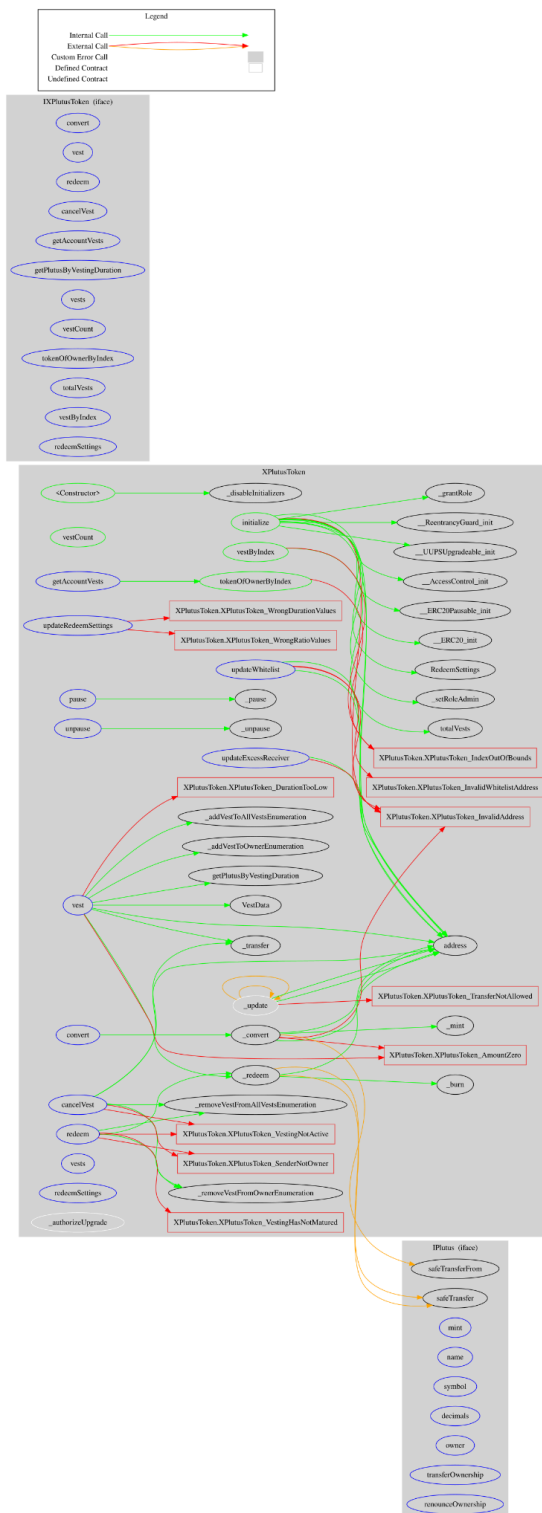 Legend
Internal Call
External Call
Custom Error Call
Defined Contract
Undefined Contract
IXPlutusToken (iface)
convert
vest
redeem
cancelVest
getAccountVests
getPlutusByVestingDuration
vests
vestCount
tokenOfOwnerByIndex
totalVests
vestByIndex
redeemSettings
XPlutusToken
<Constructor>
_disableInitializers
_grantRole
initialize
__ReentrancyGuard_init
vestCount
vestByIndex
__UUPSUpgradeable_init
getAccountVests
tokenOfOwnerByIndex
__AccessControl_init
XPlutusToken.XPlutusToken_WrongDurationValues
__ERC20Pausable_init
updateRedeemSettings
XPlutusToken.XPlutusToken_WrongRatioValues
__ERC20_init
updateWhitelist
RedeemSettings
pause
_pause
_setRoleAdmin
unpause
_unpause
totalVests
updateExcessReceiver
XPlutusToken.XPlutusToken_IndexOutOfBounds
XPlutusToken.XPlutusToken_DurationTooLow
XPlutusToken.XPlutusToken_InvalidWhitelistAddress
_addVestToAllVestsEnumeration
XPlutusToken.XPlutusToken_InvalidAddress
_addVestToOwnerEnumeration
getPlutusByVestingDuration
vest
VestData
_transfer
address
_update
XPlutusToken.XPlutusToken_TransferNotAllowed
convert
_convert
_mint
XPlutusToken.XPlutusToken_AmountZero
_redeem
_burn
cancelVest
_removeVestFromAllVestsEnumeration
redeem
XPlutusToken.XPlutusToken_VestingNotActive
vests
XPlutusToken.XPlutusToken_SenderNotOwner
redeemSettings
_removeVestFromOwnerEnumeration
_authorizeUpgrade
XPlutusToken.XPlutusToken_VestingHasNotMatured
IPlutus (iface)
safeTransferFrom
safeTransfer
mint
name
symbol
decimals
owner
transferOwnership
renounceOwnership